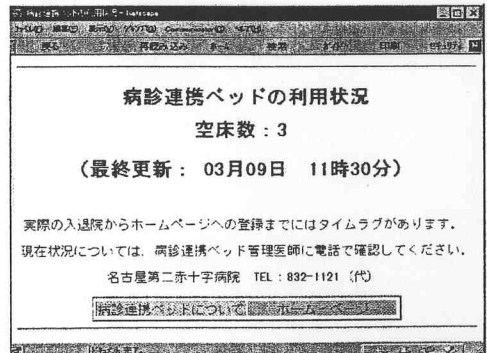 病診連携ベッドの利用状況
空床数：3
（最終更新： 03月09日 11時30分）
実際の入退院からホームページへの登録までにはタイムラグがあります．
現在状況については，病診連携ベッド管理医師に電話で確認してください．
名古屋第二赤十字病院 TEL：832-1121（代）
病診連携ベッドについて ホームページ